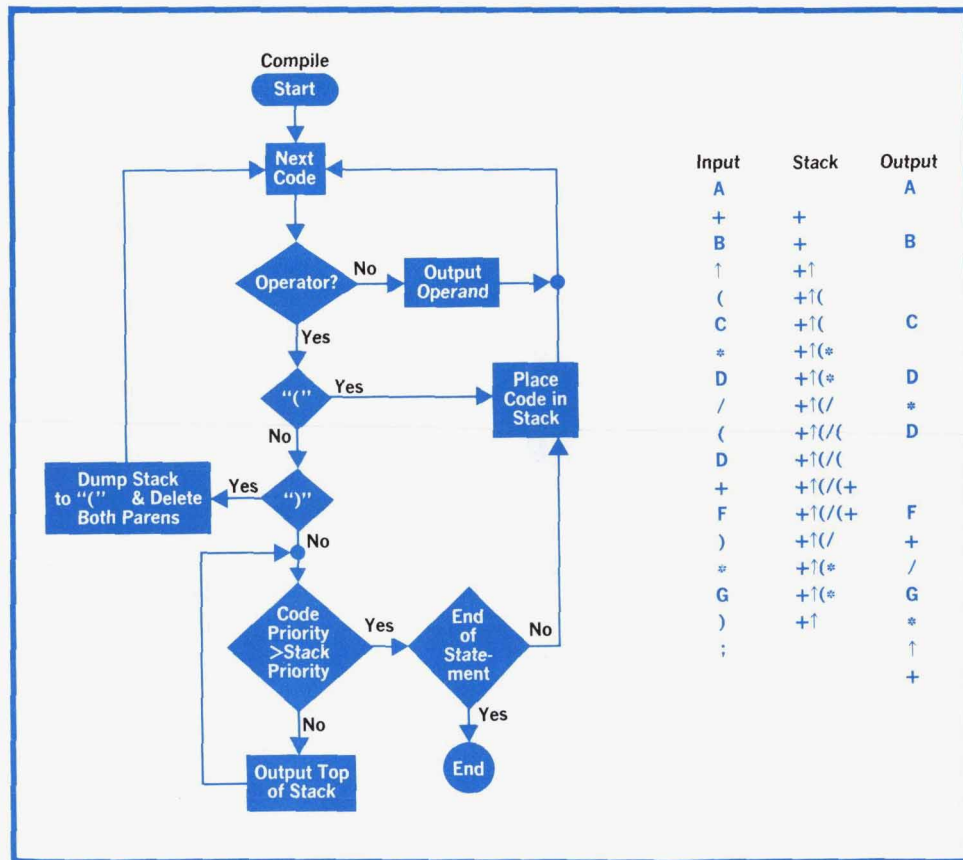 Compile
Start
Next
Code
Operator?
No
Output
Operand
Yes
“(”
Yes
Place
Code in
Stack
No
Dump Stack
to “(” & Delete
Both Parens
Yes
“)”
No
Code
Priority
>Stack
Priority
Yes
End
of
State-
ment
No
No
Yes
Output Top
of Stack
End
Input Stack Output
A A
+ +
B + B
↑ +↑
( +↑(
C +↑( C
* +↑(*
D +↑(* D
/ +↑(/ *
( +↑(/( D
D +↑(/(
+ +↑(/(+
F +↑(/(+ F
) +↑(/ +
* +↑(* /
G +↑(* G
) +↑ *
; ↑
+